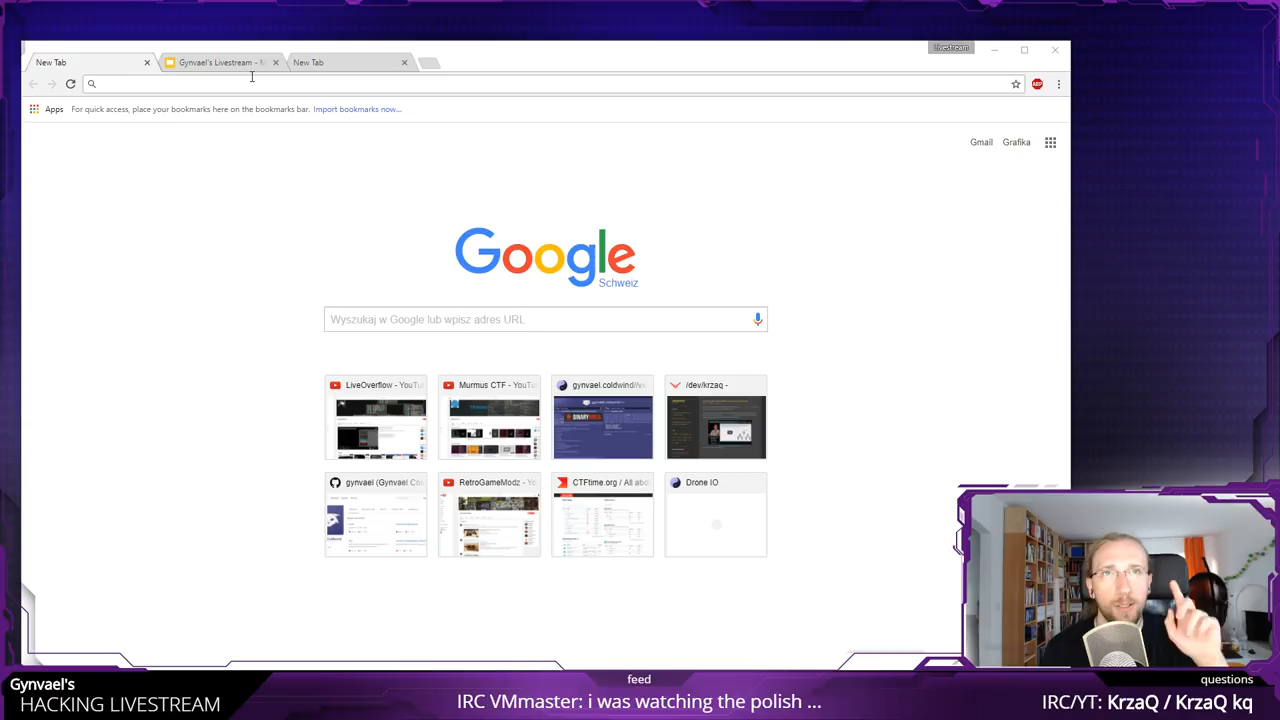 livestream
New Tab
Gynvael's Livestream - M
New Tab
Apps
For quick access, place your bookmarks here on the bookmarks bar. Import bookmarks now...
ABP
Gmail
Grafika
Google
Schweiz
Wyszukaj w Google lub wpisz adres URL
LiveOverflow - YouTu
Murmus CTF - YouTu
gynvael.coldwind//v
/dev/krzaq -
gynvael (Gynvael Co
RetroGameModz - Yo
CTFtime.org / All abo
Drone IO
Gynvael's
HACKING LIVESTREAM
feed
IRC VMmaster: i was watching the polish ...
questions
IRC/YT: KrzaQ / KrzaQ kq